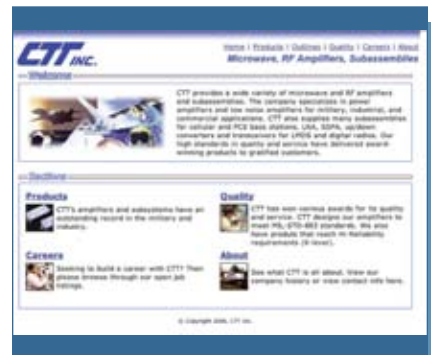 CTT INC.
Home | Products | Outlines | Quality | Careers | About
Microwave, RF Amplifiers, Subassemblies
Welcome
CTT provides a wide variety of microwave and RF amplifiers
and subassemblies. The company specializes in power
amplifiers and low noise amplifiers for military, industrial, and
commercial applications. CTT also supplies many subassemblies
for cellular and PCS base stations, LNA, SSPA, up/down
converters and transceivers for LMDS and digital radios. Our
high standards in quality and service have delivered award
winning products to gratified customers.
Sections
Products
CTT's amplifiers and subsystems have an
outstanding record in the military and
industry.
Quality
CTT has won various awards for its quality
and service. CTT designs our amplifiers to
meet MIL-STD-883 standards. We also
have products that reach Hi Reliability
requirements (S-level).
Careers
Seeking to build a career with CTT? Then
please browse through our open job
listings.
About
See what CTT is all about. View our
company history or view contact info here.
© Copyright 2006, CTT Inc.